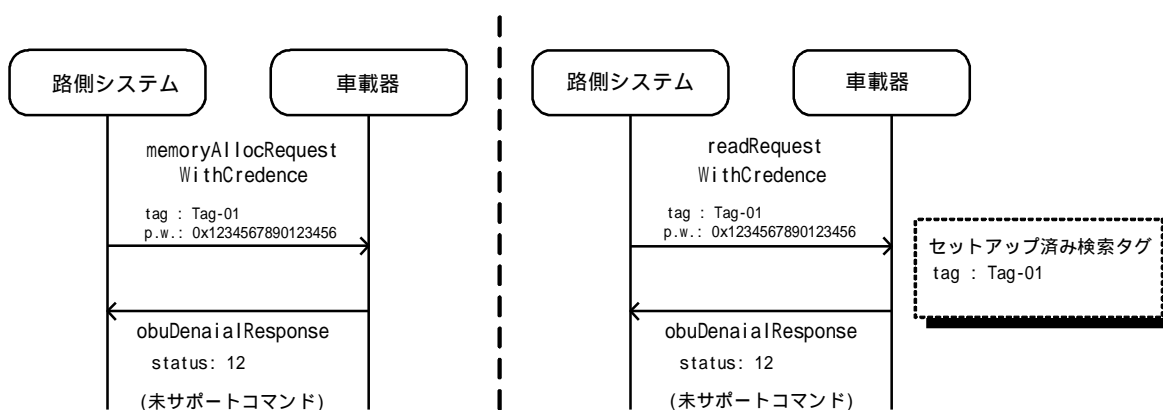 路側システム
車載器
memoryAllocRequest
WithCredence
tag : Tag-01
p.w.: 0x1234567890123456
obuDenaialResponse
status: 12
(未サポートコマンド)
路側システム
車載器
readRequest
WithCredence
tag : Tag-01
p.w.: 0x1234567890123456
obuDenaialResponse
status: 12
(未サポートコマンド)
セットアップ済み検索タグ
tag : Tag-01